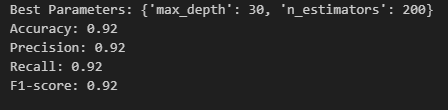 Best Parameters: {'max_depth': 30, 'n_estimators': 200}
Accuracy: 0.92
Precision: 0.92
Recall: 0.92
F1-score: 0.92